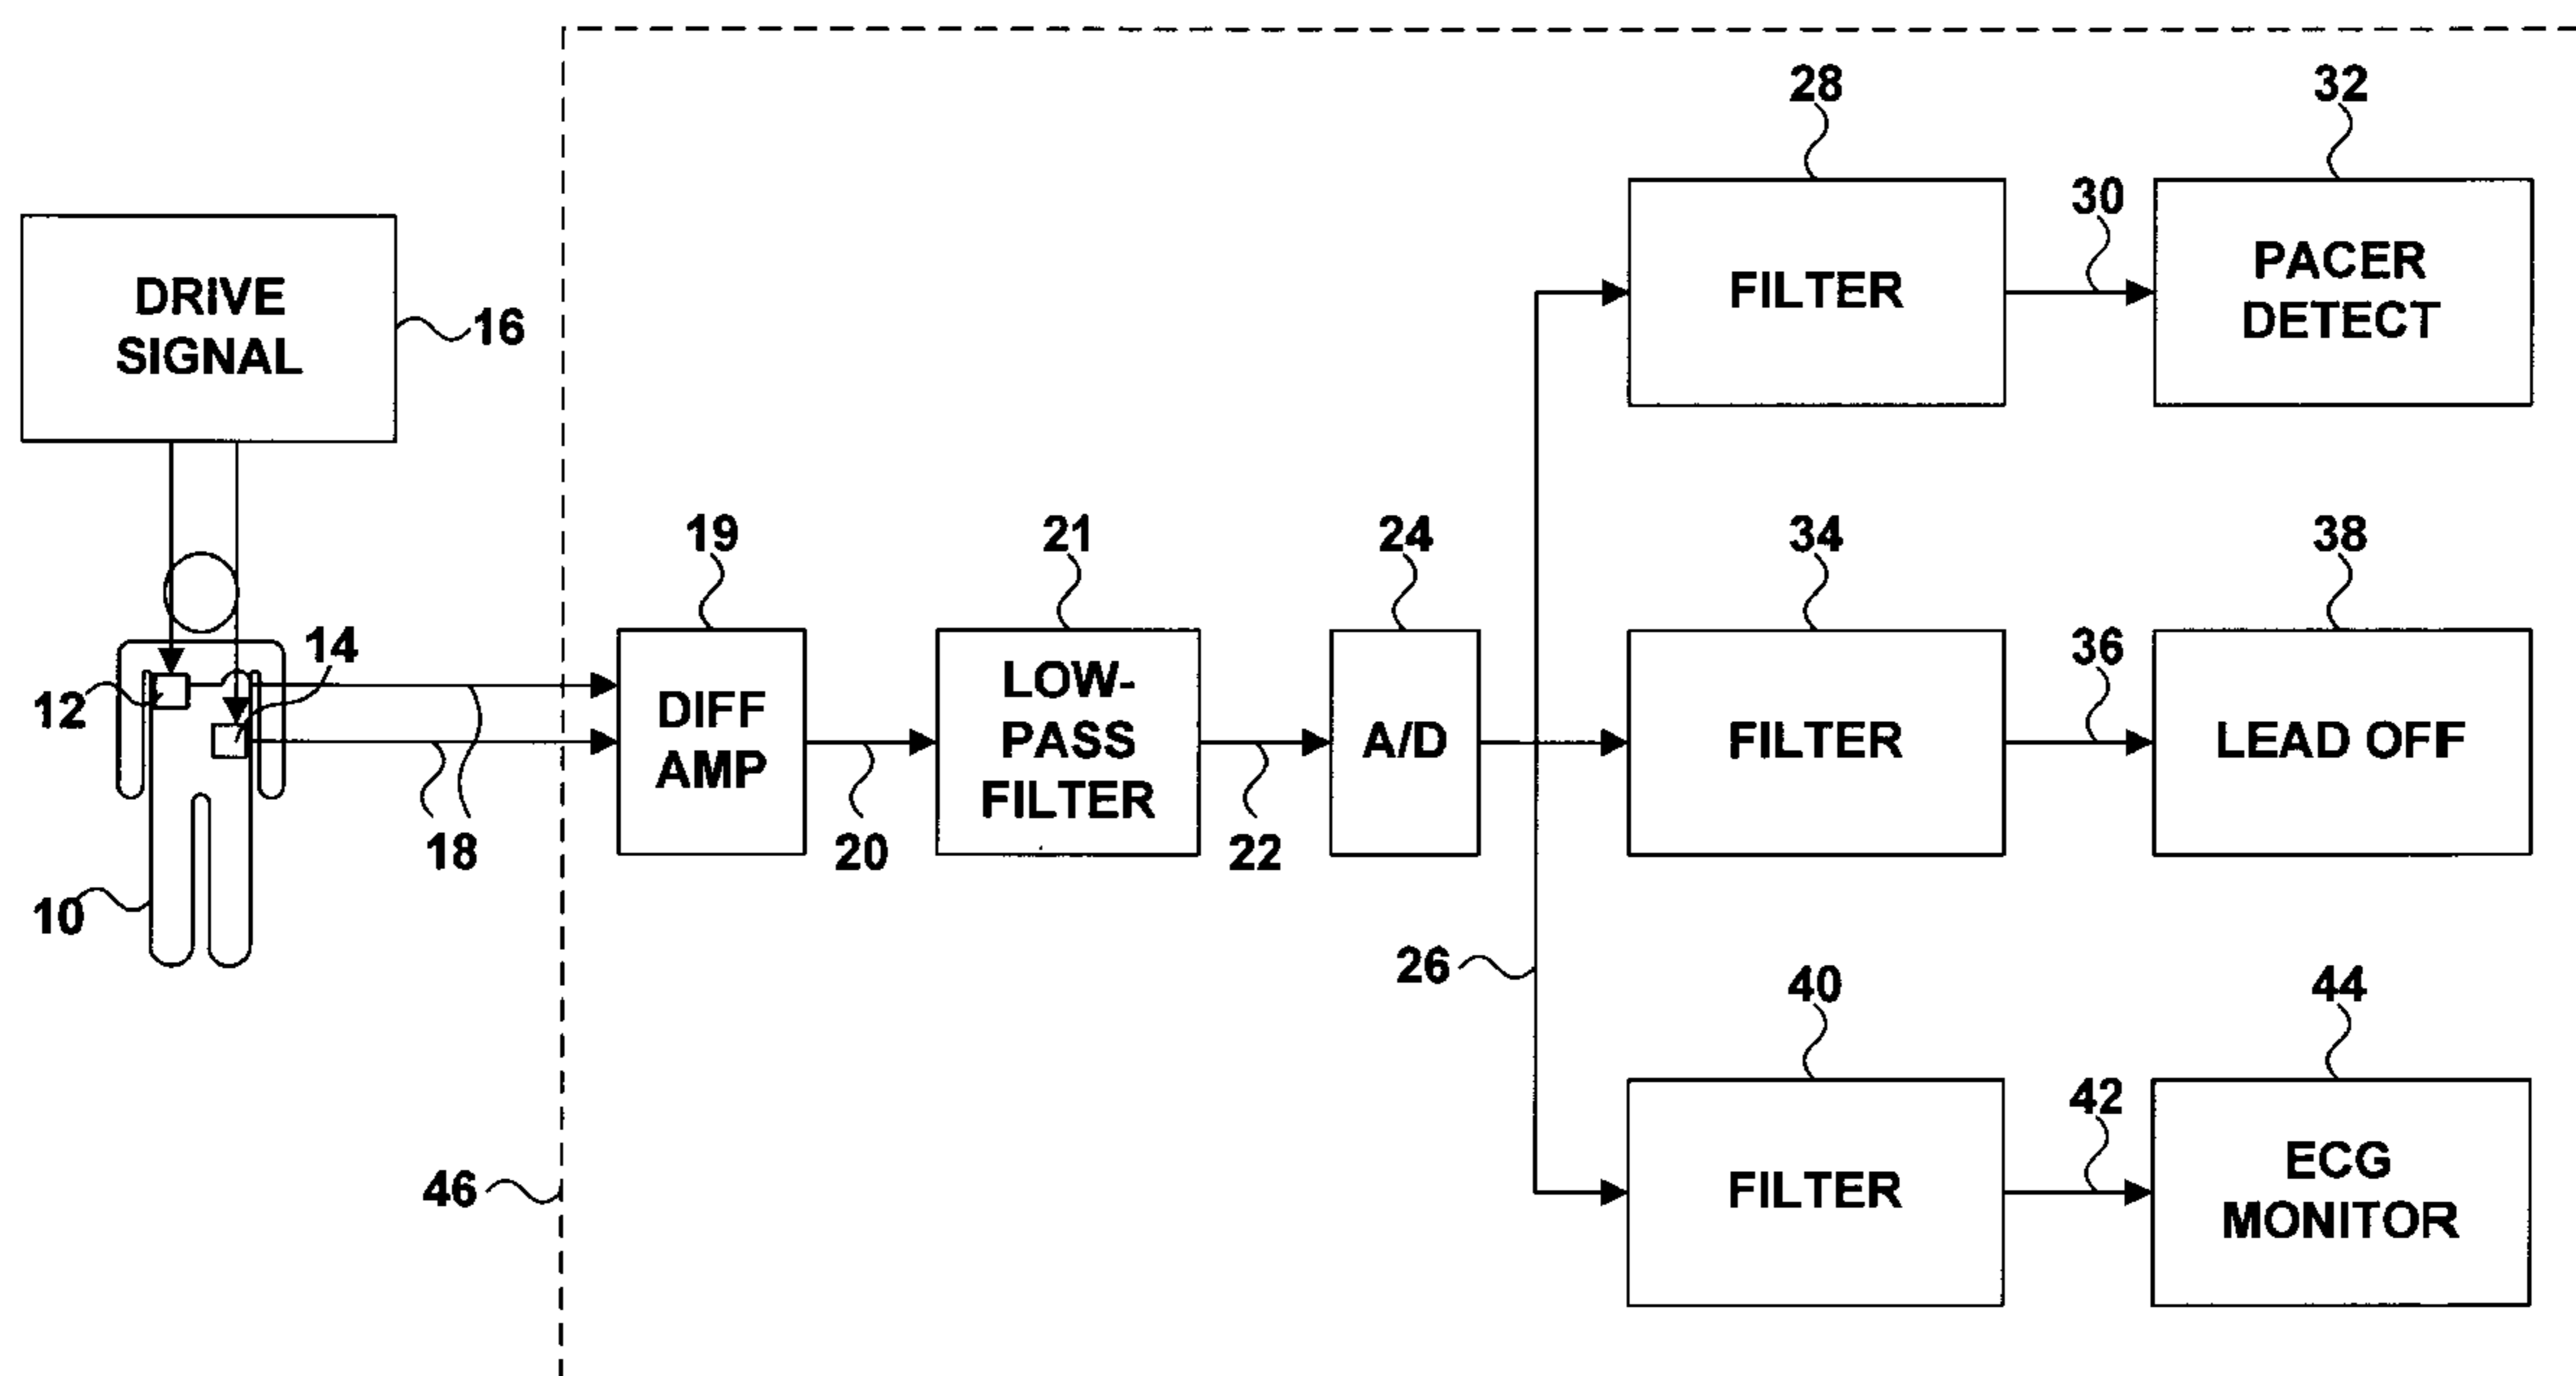 28
32
30
FILTER
PACER
DETECT
DRIVE
SIGNAL
16
19
21
24
34
38
14
12
DIFF
AMP
LOW-
PASS
FILTER
A/D
FILTER
36
LEAD OFF
18
20
22
10
26
40
44
42
46
FILTER
ECG
MONITOR